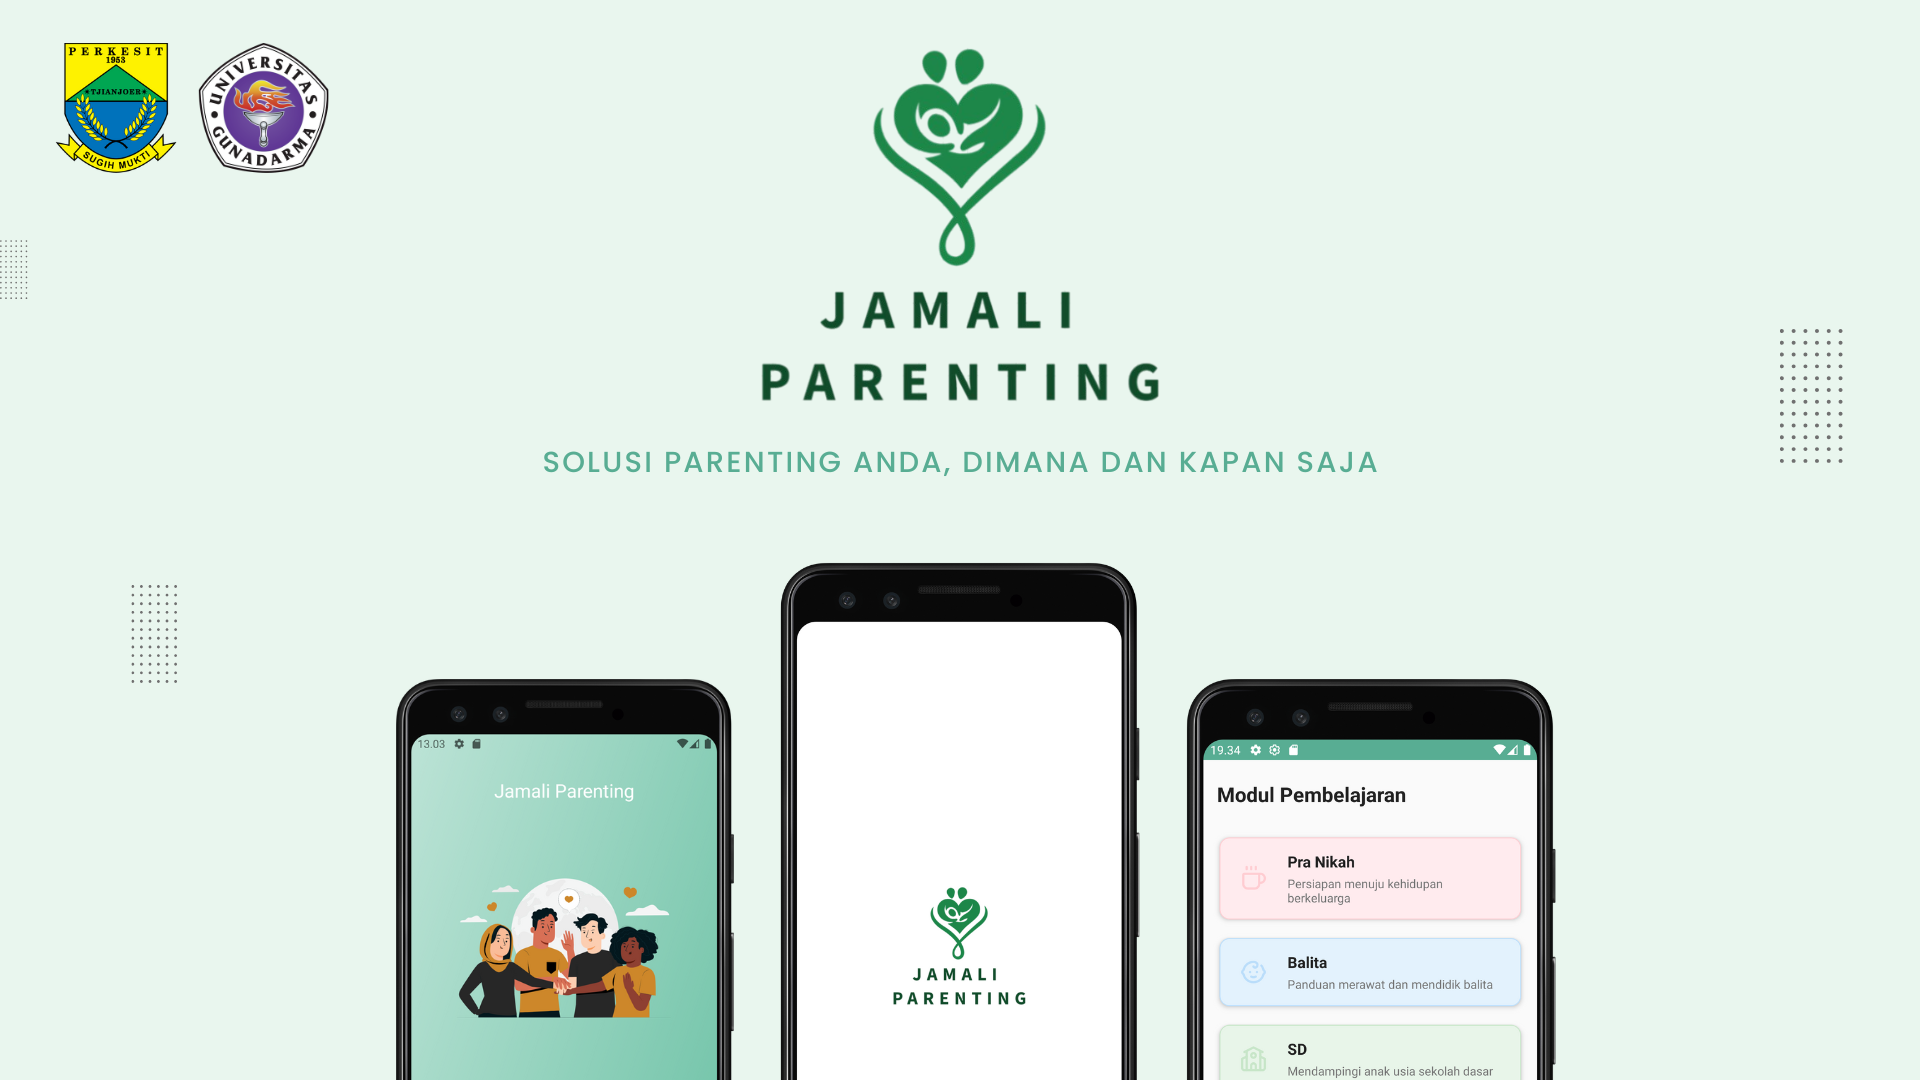 PERKESIT
1953
*TJIANJOER*
SUGIH MUKTI
UNIVERSITAS
GUNADARMA
JAMALI
PARENTING
SOLUSI PARENTING ANDA, DIMANA DAN KAPAN SAJA
13.03
Jamali Parenting
JAMALI
PARENTING
19.34
Modul Pembelajaran
Pra Nikah
Persiapan menuju kehidupan
berkeluarga
Balita
Panduan merawat dan mendidik balita
SD
Mendampingi anak usia sekolah dasar